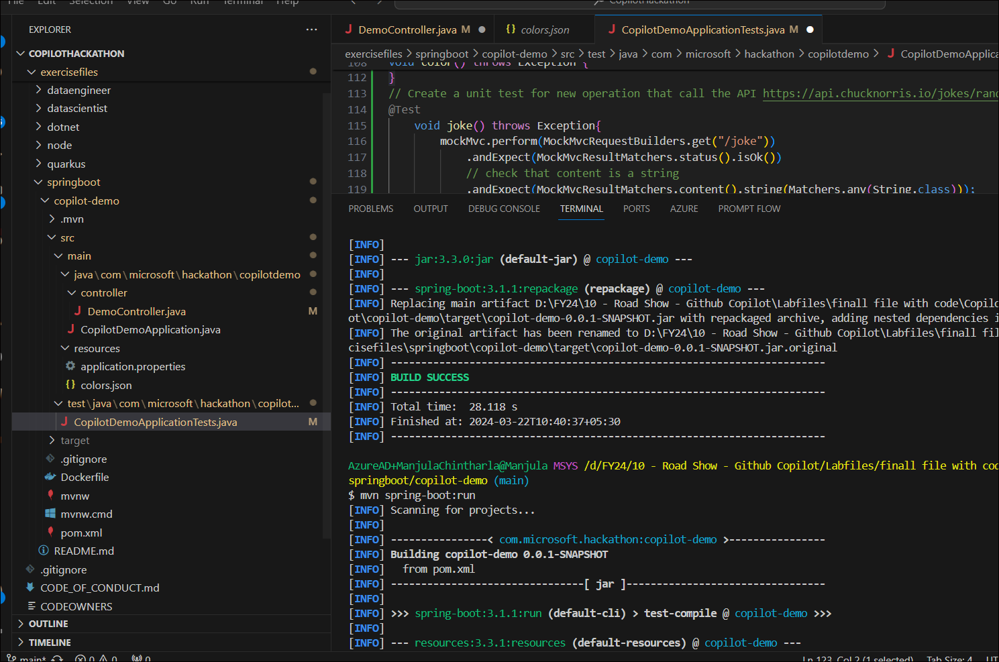 File Edit Selection View Go Run Terminal Help
CopilotHackathon
EXPLORER
COPILOTHACKATHON
exercisefiles
dataengineer
datascientist
dotnet
node
quarkus
springboot
copilot-demo
.mvn
src
main
java\com\microsoft\hackathon\copilotdemo
controller
DemoController.java M
CopilotDemoApplication.java
resources
application.properties
{} colors.json
test\java\com\microsoft\hackathon\copilot...
CopilotDemoApplicationTests.java M
target
.gitignore
Dockerfile
mvnw
mvnw.cmd
pom.xml
README.md
.gitignore
CODE_OF_CONDUCT.md
CODEOWNERS
OUTLINE
TIMELINE
DemoController.java M
{} colors.json
CopilotDemoApplicationTests.java M
exercisefiles > springboot > copilot-demo > src > test > java > com > microsoft > hackathon > copilotdemo > J CopilotDemoApplica
108 void color() throws Exception {
112 }
113 // Create a unit test for new operation that call the API https://api.chucknorris.io/jokes/ran
114 @Test
115 void joke() throws Exception{
116 mockMvc.perform(MockMvcRequestBuilders.get("/joke"))
117 .andExpect(MockMvcResultMatchers.status().isOk())
118 // check that content is a string
119 .andExpect(MockMvcResultMatchers.content().string(Matchers.any(String.class)));
PROBLEMS OUTPUT DEBUG CONSOLE TERMINAL PORTS AZURE PROMPT FLOW
[INFO]
[INFO] --- jar:3.3.0:jar (default-jar) @ copilot-demo ---
[INFO]
[INFO] --- spring-boot:3.1.1:repackage (repackage) @ copilot-demo ---
[INFO] Replacing main artifact D:\FY24\10 - Road Show - Github Copilot\Labfiles\finall file with code\Copilo
ot\copilot-demo\target\copilot-demo-0.0.1-SNAPSHOT.jar with repackaged archive, adding nested dependencies i
[INFO] The original artifact has been renamed to D:\FY24\10 - Road Show - Github Copilot\Labfiles\finall fil
cisefiles\springboot\copilot-demo\target\copilot-demo-0.0.1-SNAPSHOT.jar.original
[INFO] ------------------------------------------------------------------------
[INFO] BUILD SUCCESS
[INFO] ------------------------------------------------------------------------
[INFO] Total time:  28.118 s
[INFO] Finished at: 2024-03-22T10:40:37+05:30
[INFO] ------------------------------------------------------------------------
AzureAD+ManjulaChintharla@Manjula MSYS /d/FY24/10 - Road Show - Github Copilot/Labfiles/finall file with cod
springboot/copilot-demo (main)
$ mvn spring-boot:run
[INFO] Scanning for projects...
[INFO]
[INFO] ----------------< com.microsoft.hackathon:copilot-demo >----------------
[INFO] Building copilot-demo 0.0.1-SNAPSHOT
[INFO]   from pom.xml
[INFO] --------------------------------[ jar ]---------------------------------
[INFO]
[INFO] >>> spring-boot:3.1.1:run (default-cli) > test-compile @ copilot-demo >>>
[INFO]
[INFO] --- resources:3.3.1:resources (default-resources) @ copilot-demo ---
main* 0 0 0 Ln 123, Col 2 (1 selected) Tab Size: 4 UT